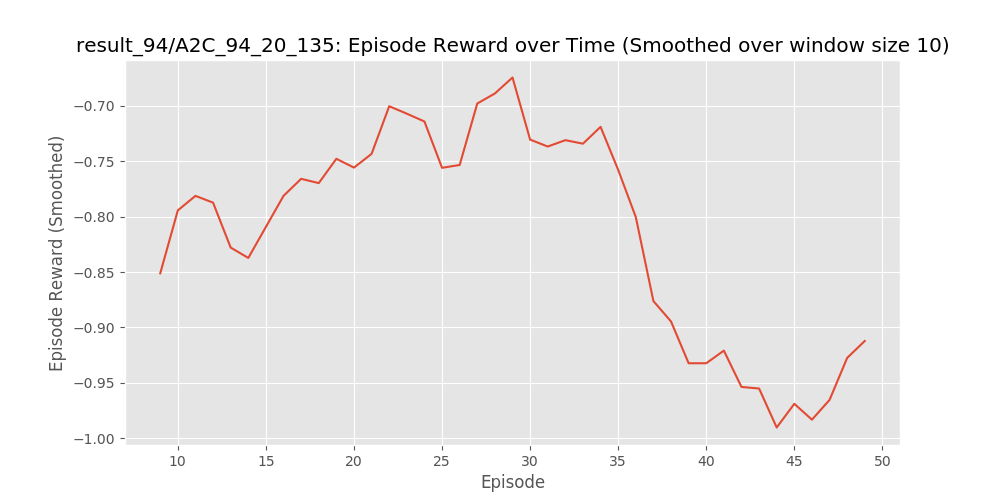 result_94/A2C_94_20_135: Episode Reward over Time (Smoothed over window size 10)
Episode Reward (Smoothed)
−0.70
−0.75
−0.80
−0.85
−0.90
−0.95
−1.00
10 15 20 25 30 35 40 45 50
Episode